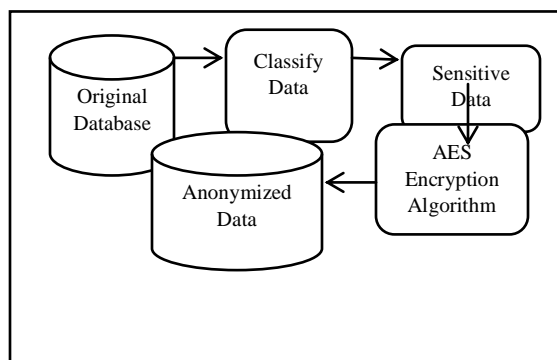 Original
Database
Classify
Data
Sensitive
Data
AES
Encryption
Algorithm
Anonymized
Data